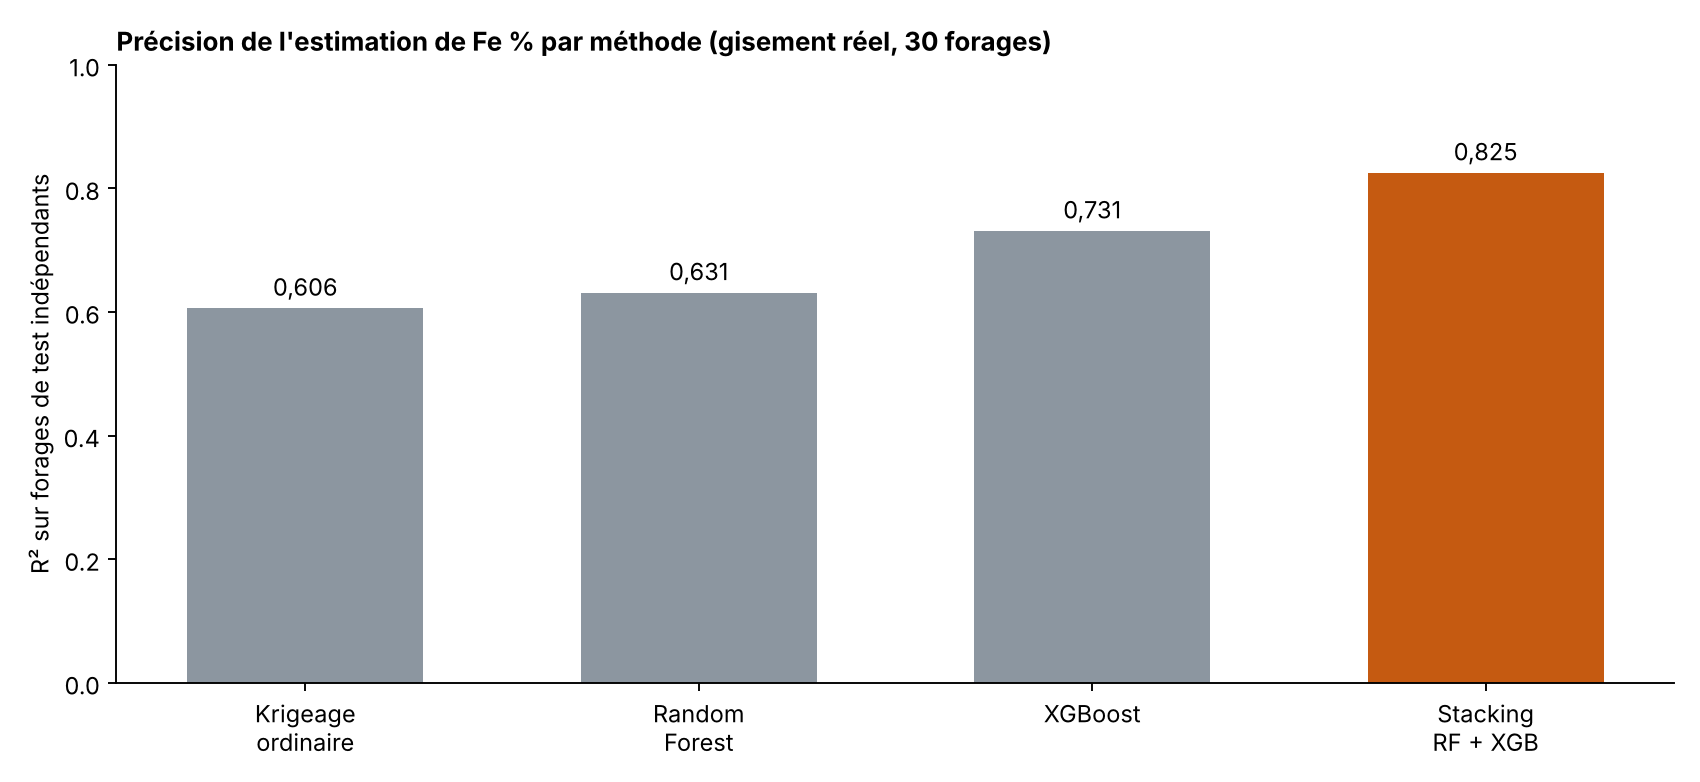 Précision de l'estimation de Fe % par méthode (gisement réel, 30 forages)
R² sur forages de test indépendants
1.0
0.8
0.6
0.4
0.2
0.0
0,606
0,631
0,731
0,825
Krigeage
ordinaire
Random
Forest
XGBoost
Stacking
RF + XGB